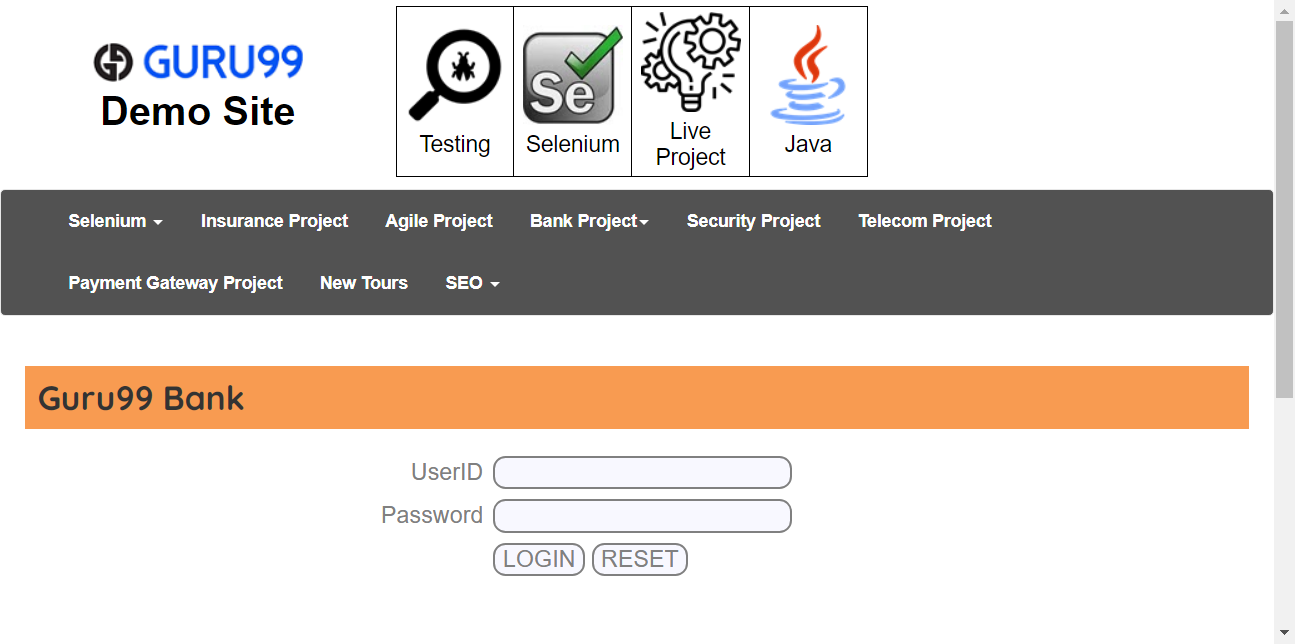 GURU99
Demo Site
Testing
Se
Selenium
Live
Project
Java
Selenium
Insurance Project
Agile Project
Bank Project
Security Project
Telecom Project
Payment Gateway Project
New Tours
SEO
Guru99 Bank
UserID
Password
LOGIN
RESET